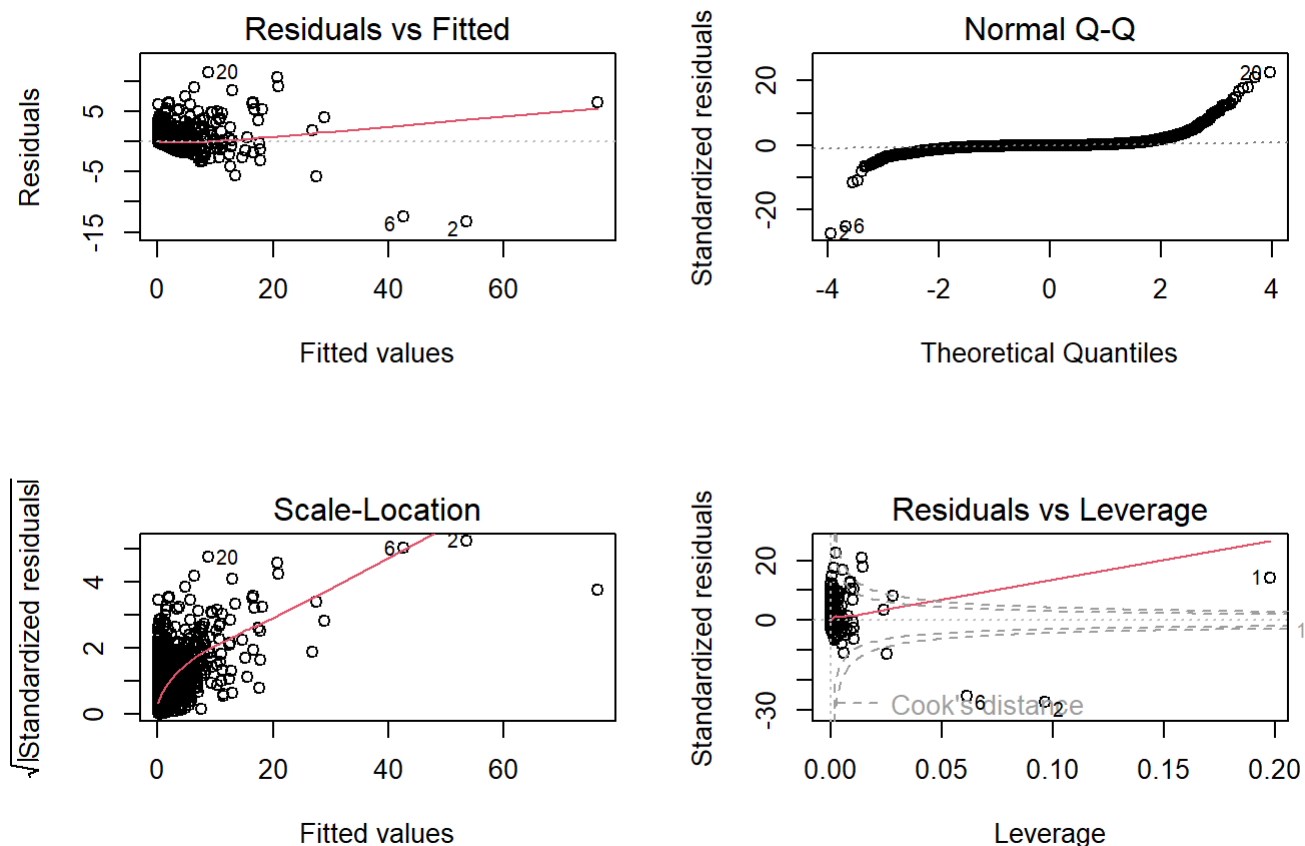 Residuals vs Fitted
Residuals
5
-5
-15
20
6
2
0 20 40 60
Fitted values
Normal Q-Q
Standardized residuals
20
0
-20
20
2
6
-4 -2 0 2 4
Theoretical Quantiles
Scale-Location
√|Standardized residuals|
4
2
0
20
6
2
0 20 40 60
Fitted values
Residuals vs Leverage
Standardized residuals
20
0
-30
1
1
6
2
Cook's distance
0.00 0.05 0.10 0.15 0.20
Leverage